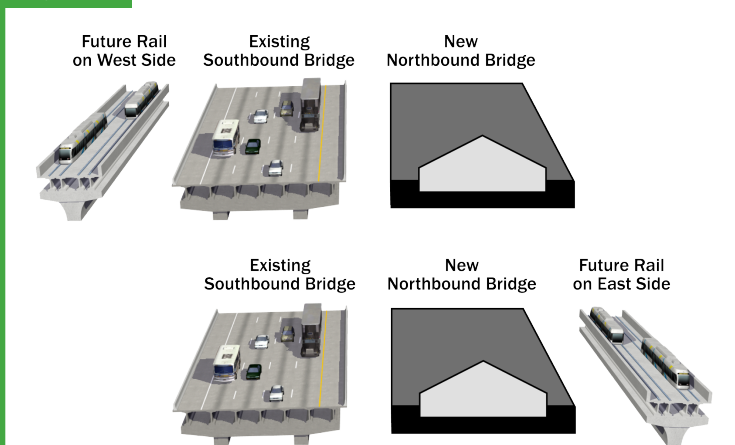 Future Rail
on West Side
Existing
Southbound Bridge
New
Northbound Bridge
Existing
Southbound Bridge
New
Northbound Bridge
Future Rail
on East Side